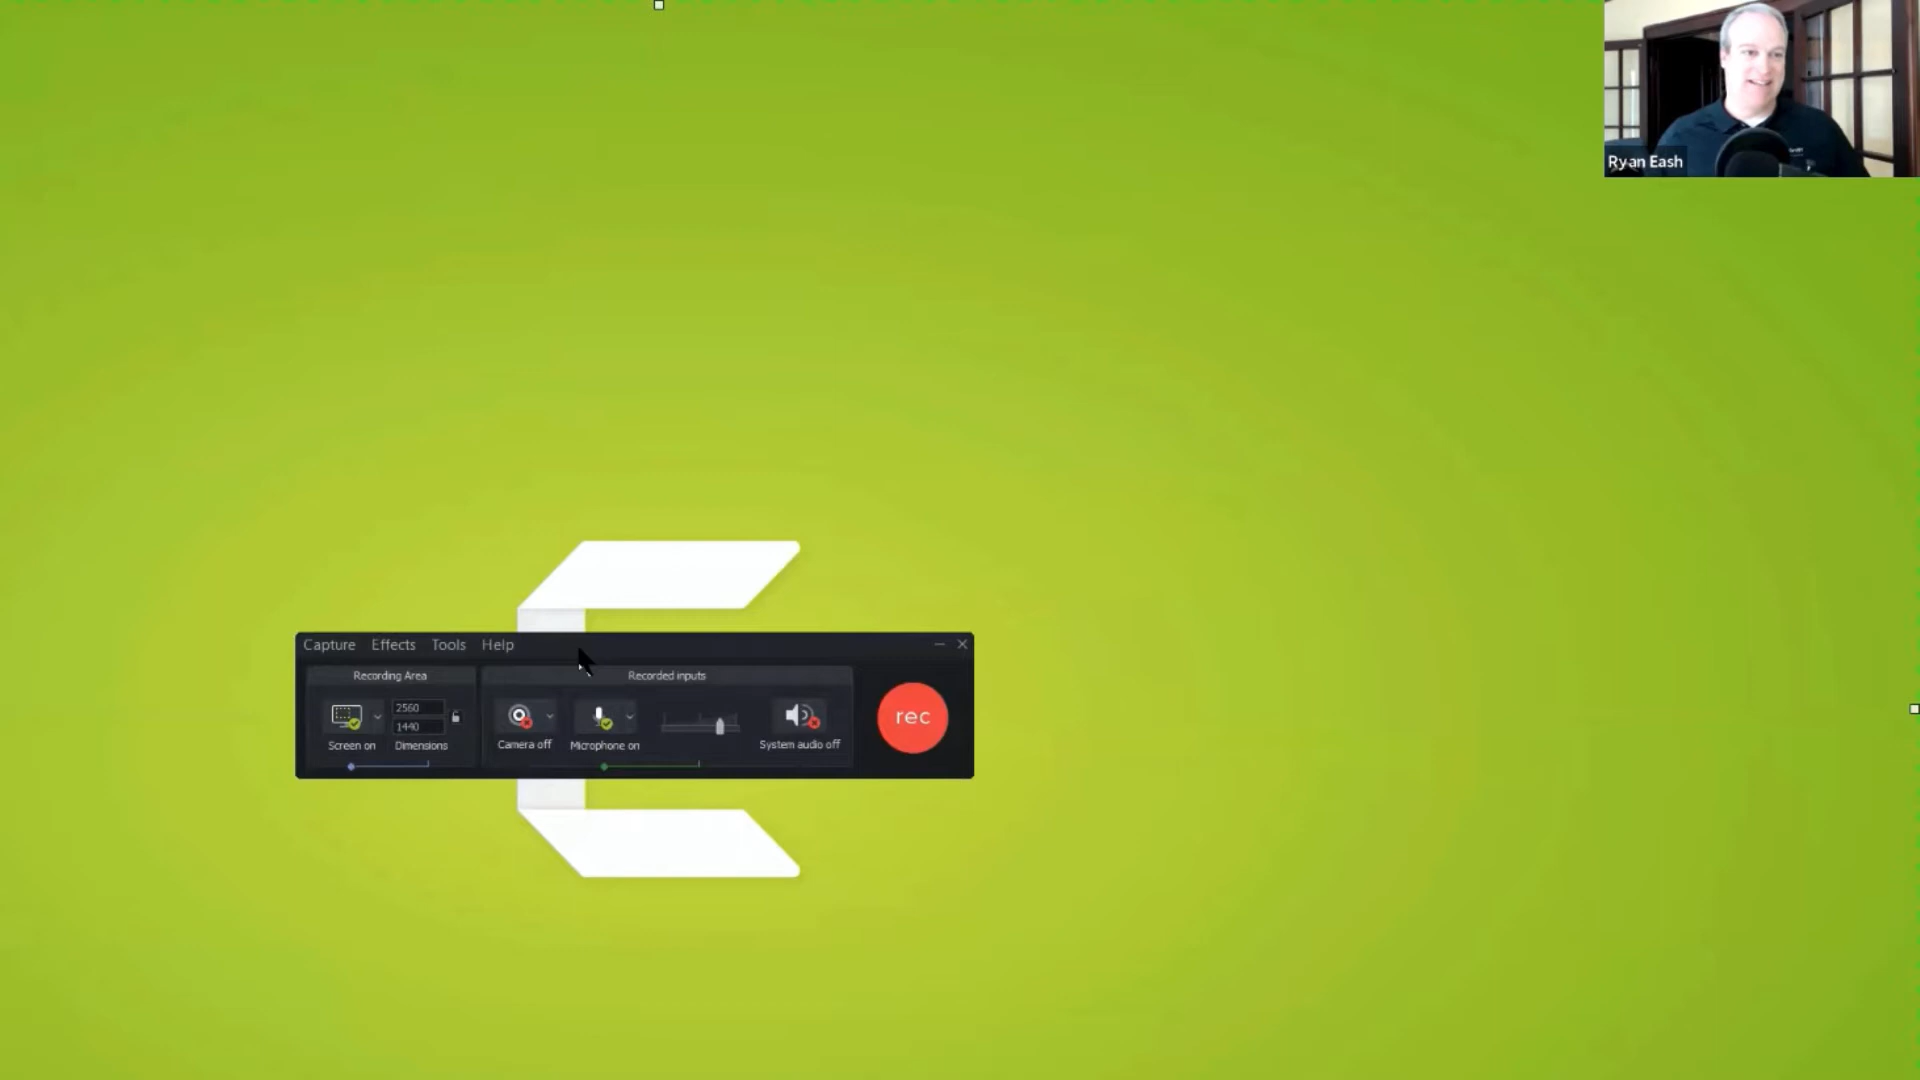 Ryan Eash
Capture Effects Tools Help
Recording Area
Recorded inputs
2560
1440
Screen on
Dimensions
Camera off
Microphone on
System audio off
rec